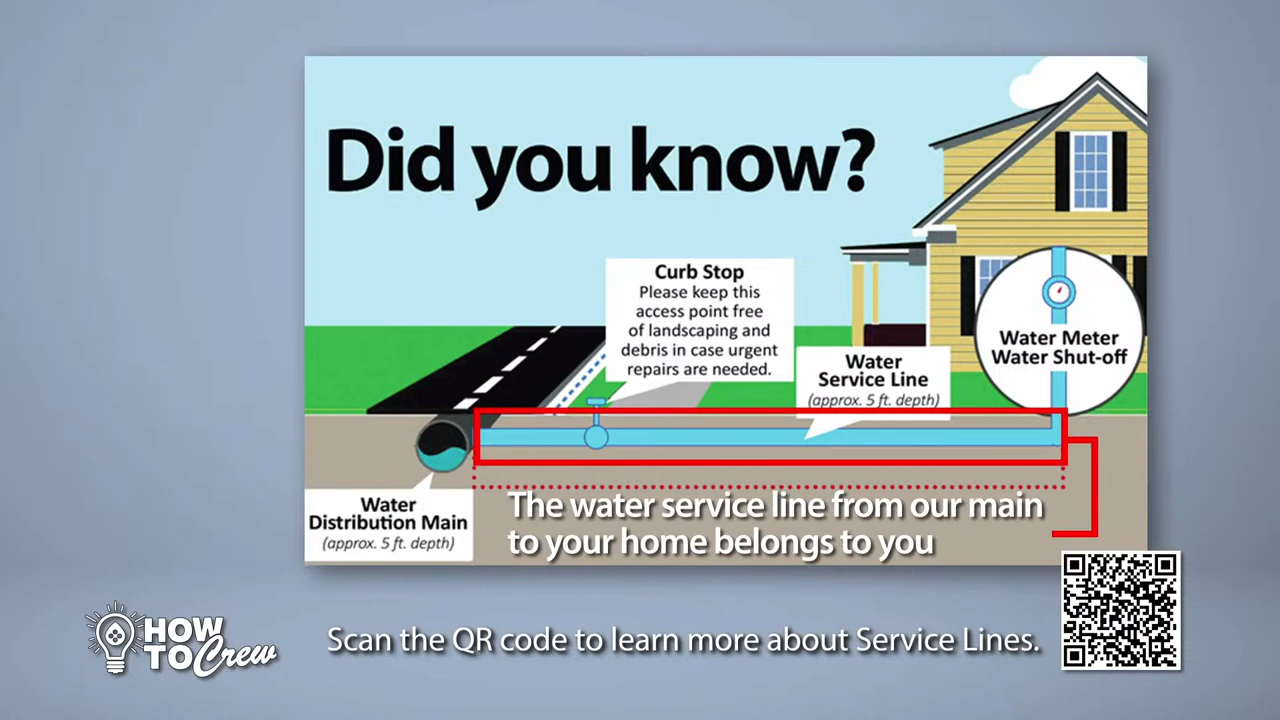 Did you know?
Curb Stop
Please keep this
access point free
of landscaping and
debris in case urgent
repairs are needed.
Water
Service Line
(approx. 5 ft. depth)
Water Meter
Water Shut-off
Water
Distribution Main
(approx. 5 ft. depth)
The water service line from our main
to your home belongs to you
HOW
TO Crew
Scan the QR code to learn more about Service Lines.